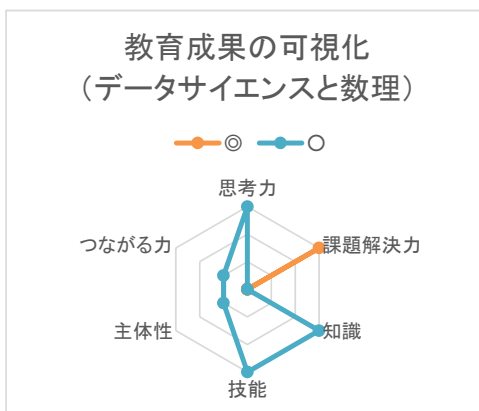 教育成果の可視化
（データサイエンスと数理）
◎ ○
思考力
つながる力 課題解決力
主体性 知識
技能